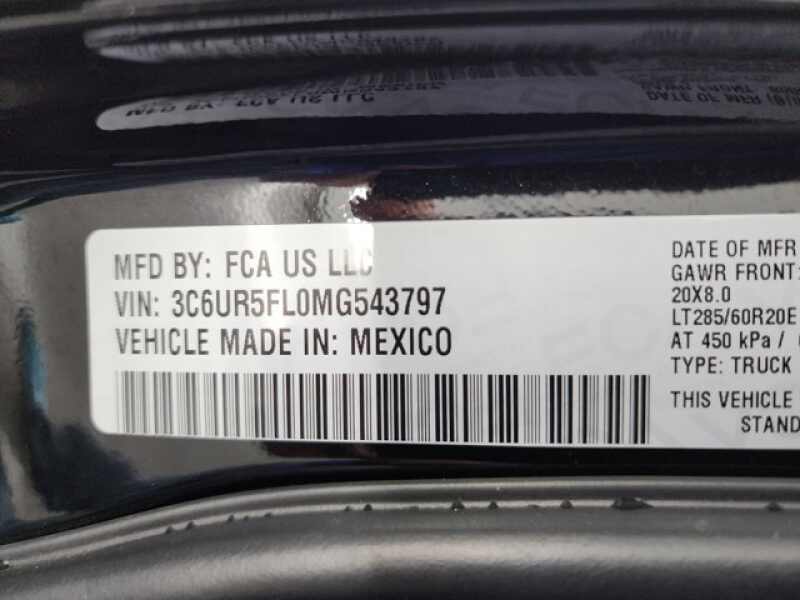 MFD BY: FCA US LLC
VIN: 3C6UR5FL0MG543797
VEHICLE MADE IN: MEXICO
DATE OF MFR
GAWR FRONT:
20X8.0
LT285/60R20E
AT 450 kPa /
TYPE: TRUCK
THIS VEHICLE
STAND